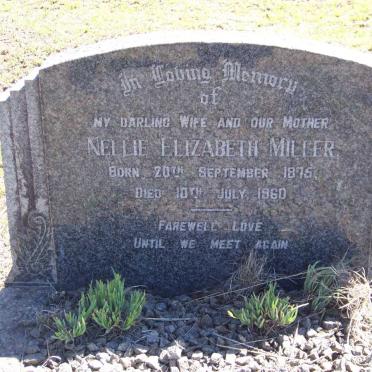 In Loving Memory
of
MY DARLING WIFE AND OUR MOTHER
NELLIE ELIZABETH MILLER
BORN 20TH SEPTEMBER 1875.
DIED 10TH JULY, 1960.
FAREWELL LOVE
UNTIL WE MEET AGAIN